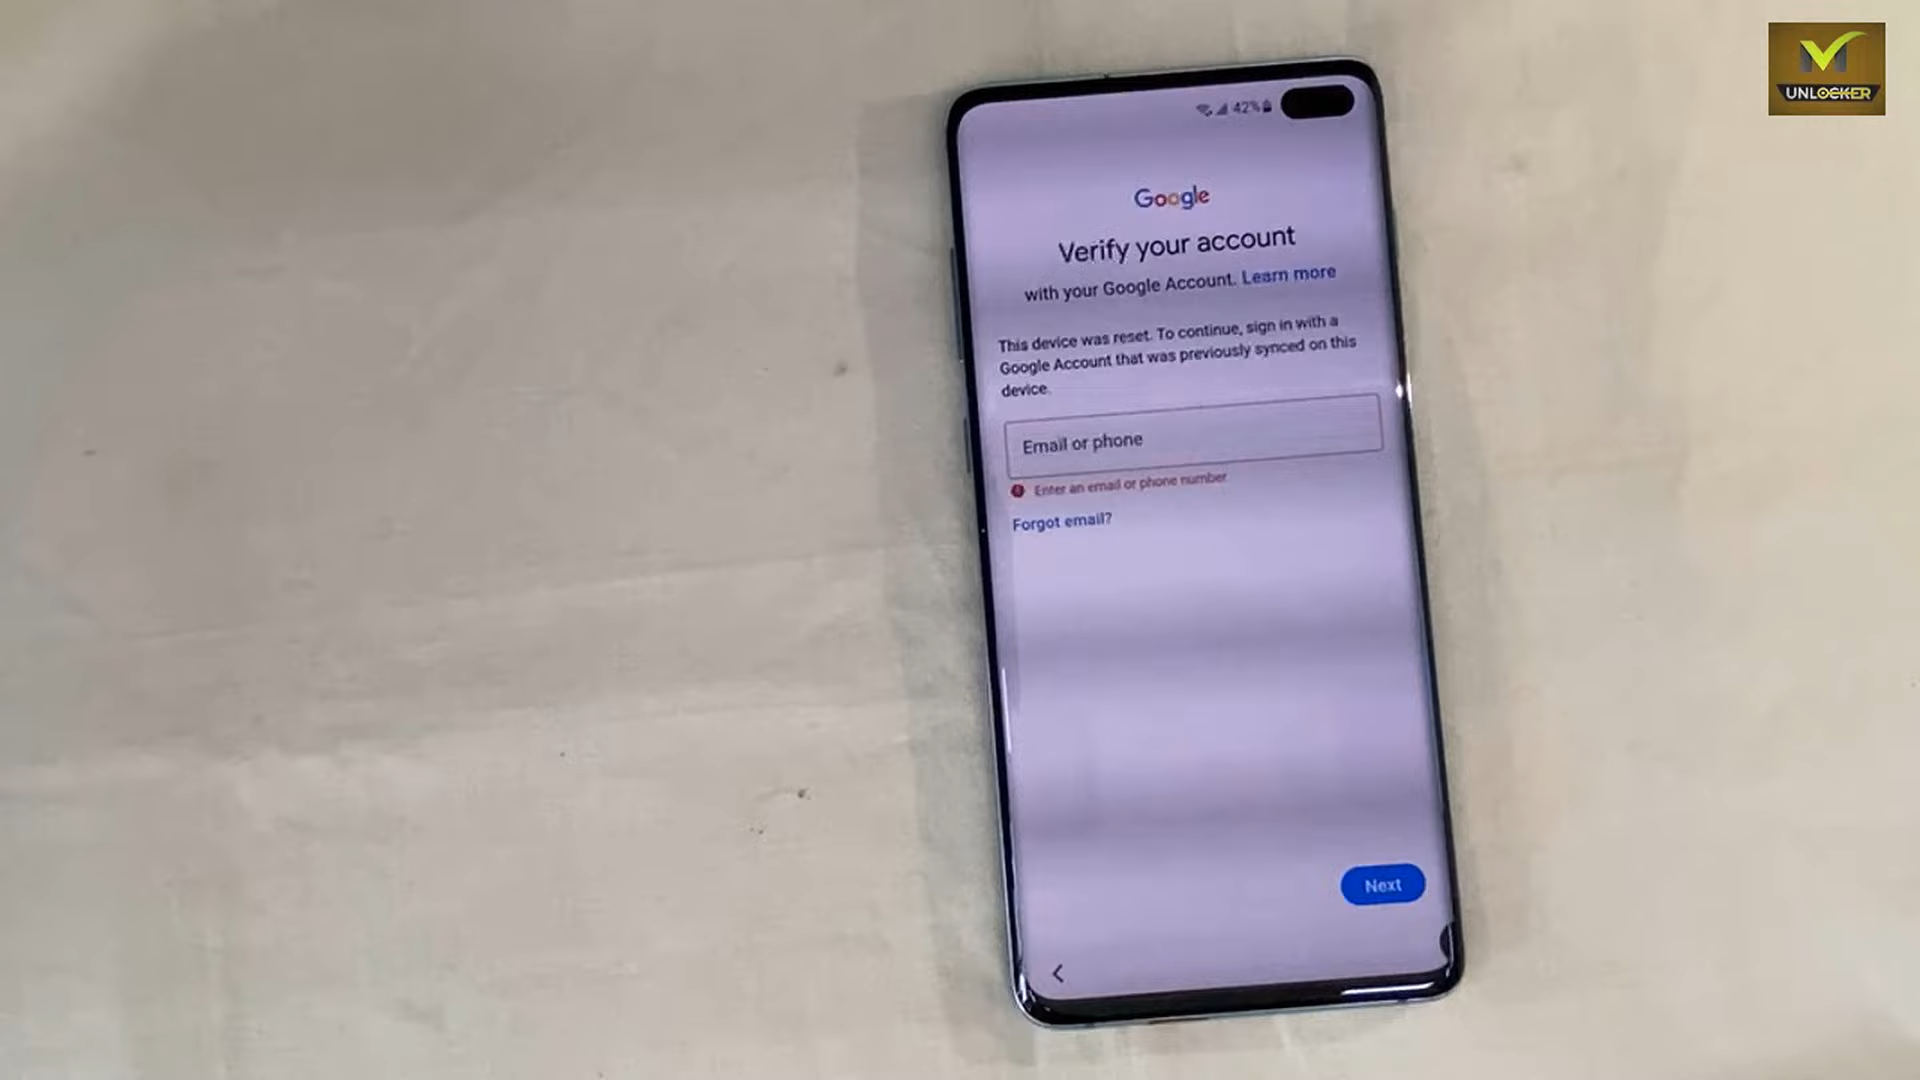 M
UNLOCKER
42%
Google
Verify your account
with your Google Account. Learn more
This device was reset. To continue, sign in with a
Google Account that was previously synced on this
device.
Email or phone
Enter an email or phone number
Forgot email?
Next